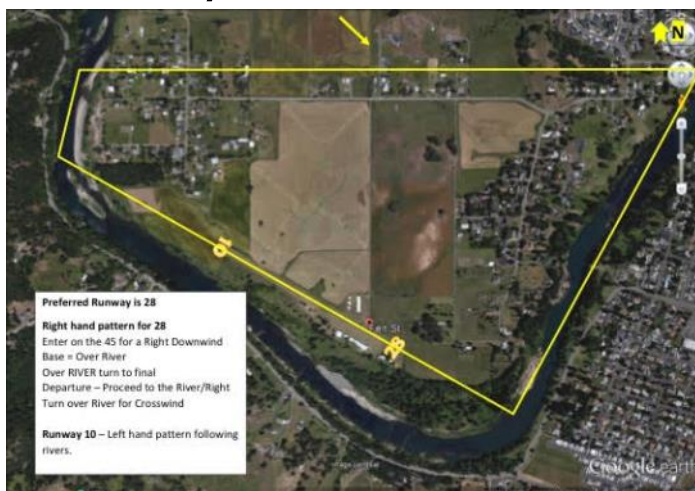 N
10
28
Preferred Runway is 28
Right hand pattern for 28
Enter on the 45 for a Right Downwind
Base = Over River
Over RIVER turn to final
Departure – Proceed to the River/Right
Turn over River for Crosswind
Runway 10 – Left hand pattern following
rivers.
Google earth